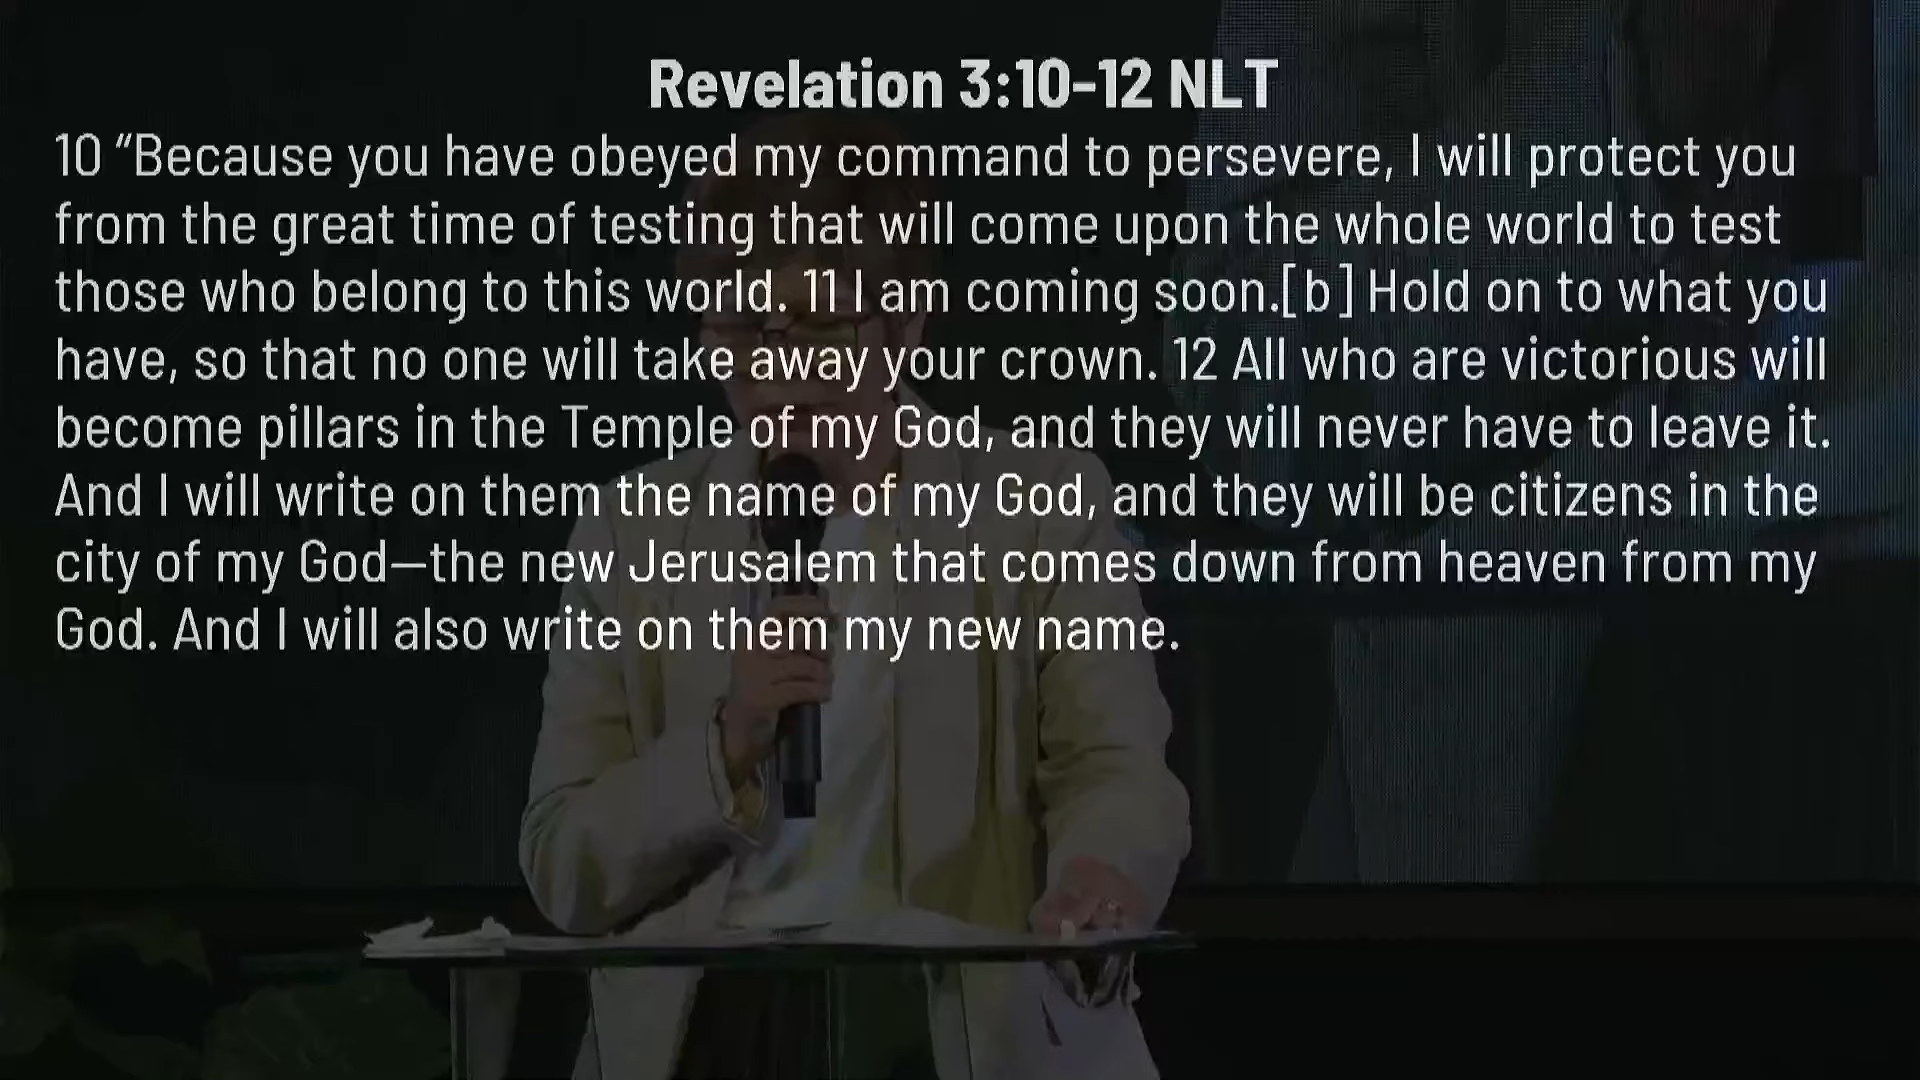 Revelation 3:10-12 NLT
10 “Because you have obeyed my command to persevere, I will protect you
from the great time of testing that will come upon the whole world to test
those who belong to this world. 11 I am coming soon.[b] Hold on to what you
have, so that no one will take away your crown. 12 All who are victorious will
become pillars in the Temple of my God, and they will never have to leave it.
And I will write on them the name of my God, and they will be citizens in the
city of my God—the new Jerusalem that comes down from heaven from my
God. And I will also write on them my new name.